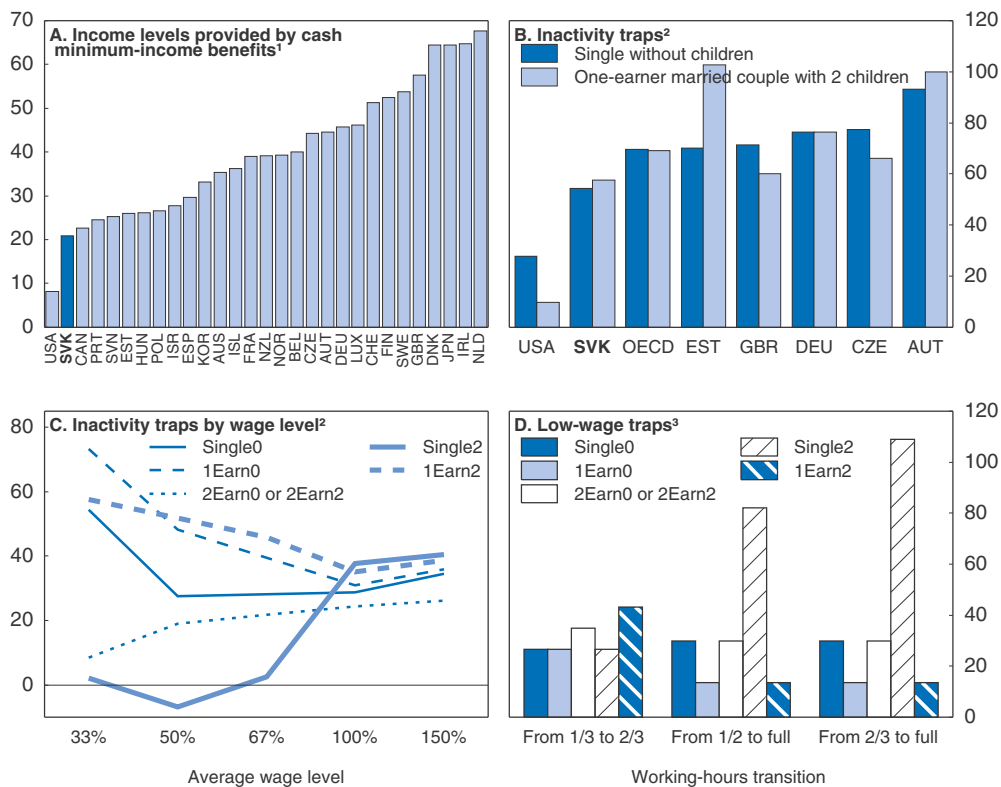 A. Income levels provided by cash
minimum-income benefits¹
70
60
50
40
30
20
10
0
USA
SVK
CAN
PRT
SVN
EST
HUN
POL
ISR
ESP
KOR
AUS
ISL
FRA
NZL
NOR
BEL
CZE
AUT
DEU
LUX
CHE
FIN
SWE
GBR
DNK
JPN
IRL
NLD
B. Inactivity traps²
Single without children
One-earner married couple with 2 children
120
100
80
60
40
20
0
USA SVK OECD EST GBR DEU CZE AUT
C. Inactivity traps by wage level²
Single0 Single2
1Earn0 1Earn2
2Earn0 or 2Earn2
80
60
40
20
0
33% 50% 67% 100% 150%
Average wage level
D. Low-wage traps³
Single0 Single2
1Earn0 1Earn2
2Earn0 or 2Earn2
120
100
80
60
40
20
0
From 1/3 to 2/3 From 1/2 to full From 2/3 to full
Working-hours transition